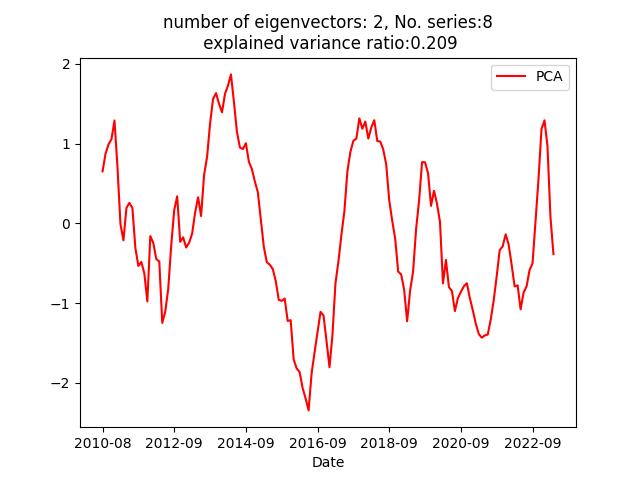 number of eigenvectors: 2, No. series:8
explained variance ratio:0.209
PCA
2
1
0
−1
−2
2010-08 2012-09 2014-09 2016-09 2018-09 2020-09 2022-09
Date